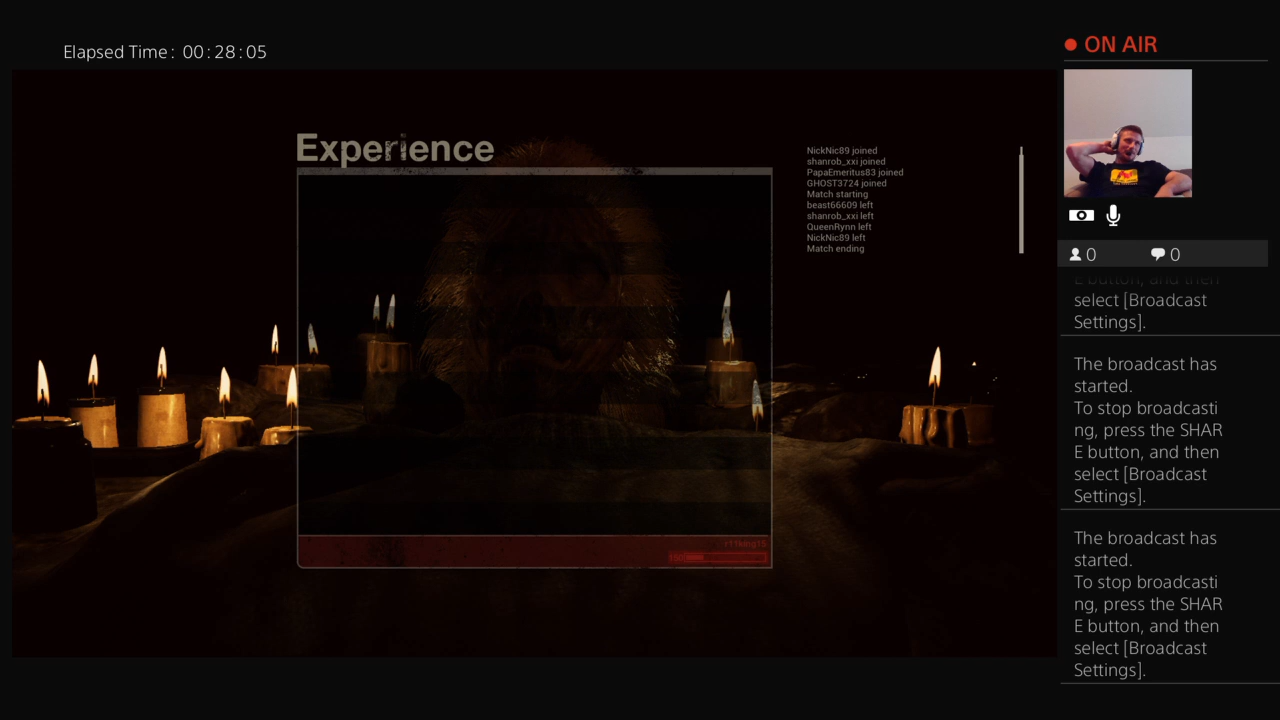 Elapsed Time: 00:28:05
ON AIR
Experience
NickNic89 joined
shanrob_xxi joined
PapaEmeritus83 joined
GHOST3724 joined
Match starting
beast66609 left
shanrob_xxi left
QueenRynn left
NickNic89 left
Match ending
0
0
E button, and then
select [Broadcast
Settings].
The broadcast has
started.
To stop broadcasti
ng, press the SHAR
E button, and then
select [Broadcast
Settings].
The broadcast has
started.
To stop broadcasti
ng, press the SHAR
E button, and then
select [Broadcast
Settings].